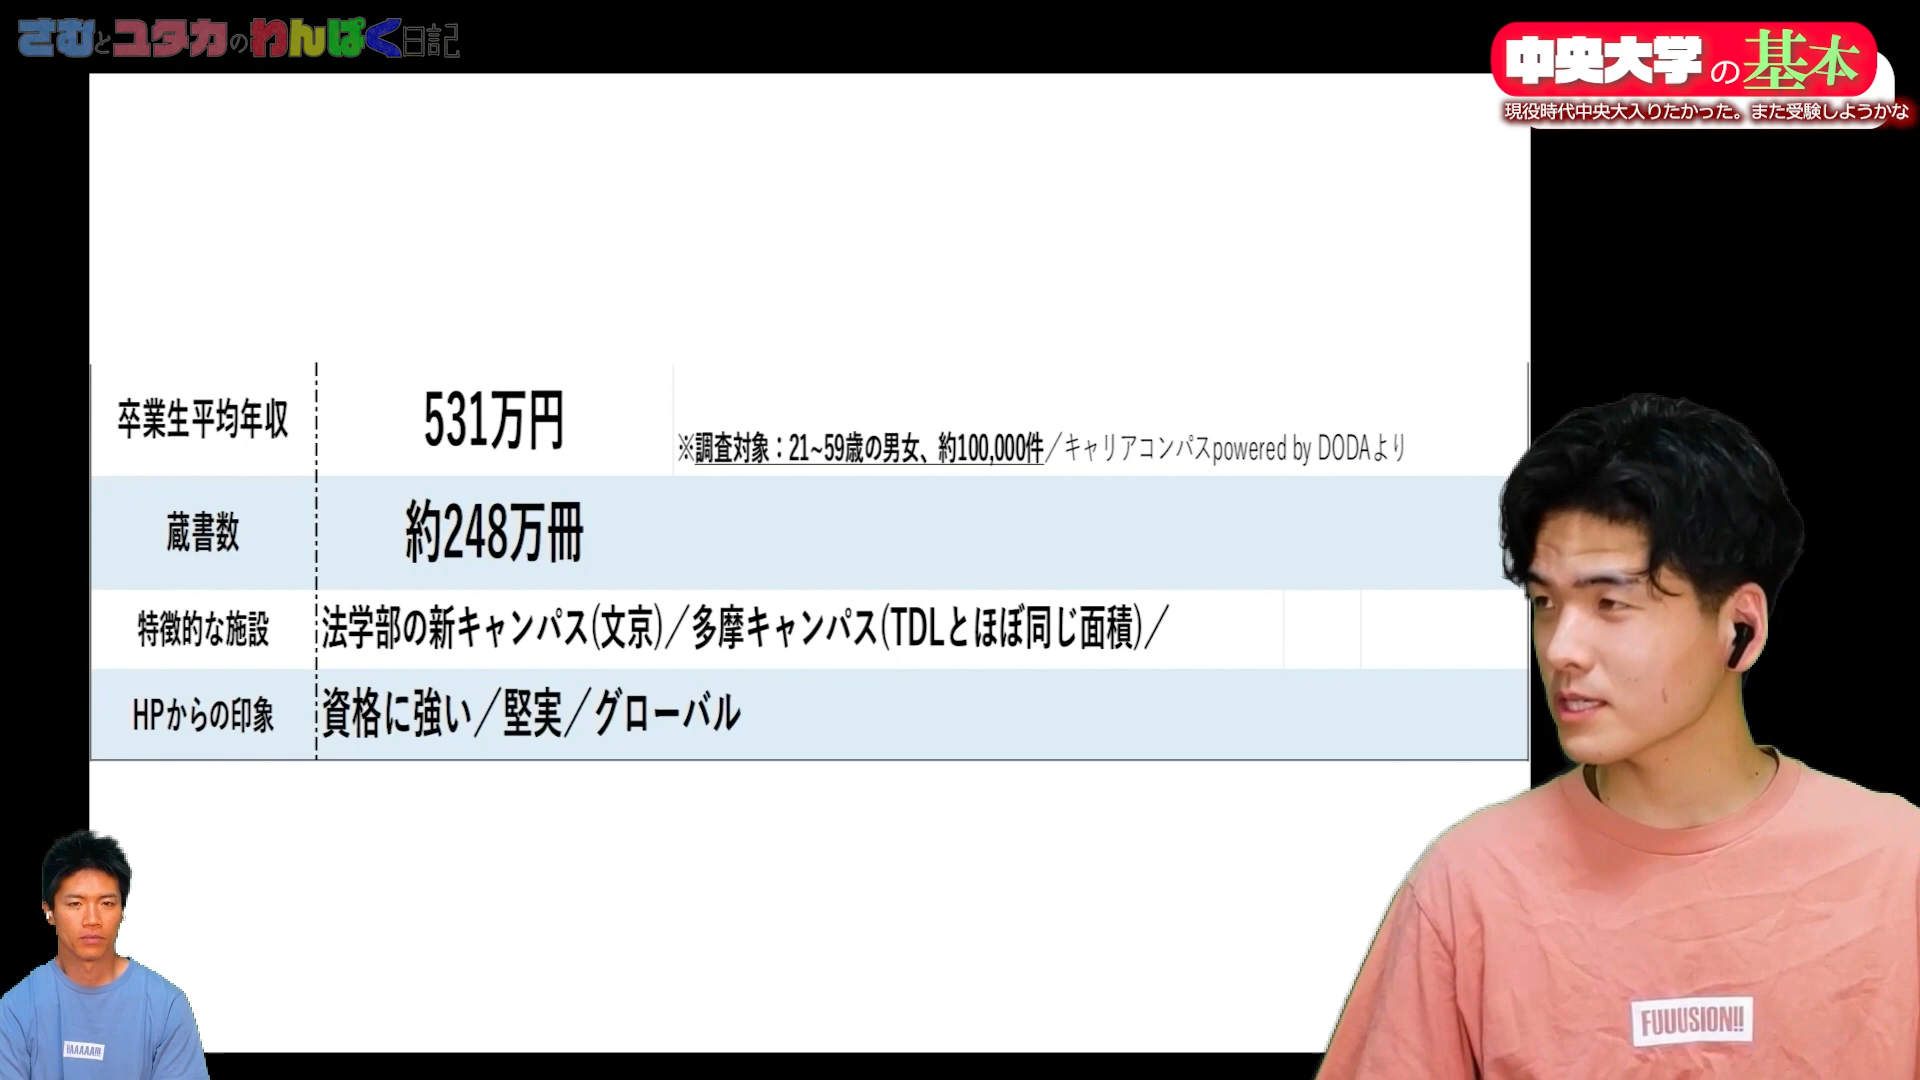 さむとユタカのわんぱく日記
中央大学の基本
現役時代中央大入りたかった。また受験しようかな
卒業生平均年収 531万円 ※調査対象：21~59歳の男女、約100,000件／キャリアコンパスpowered by DODAより
蔵書数 約248万冊
特徴的な施設 法学部の新キャンパス(文京)／多摩キャンパス(TDLとほぼ同じ面積)／
HPからの印象 資格に強い／堅実／グローバル
FUUUSION!!